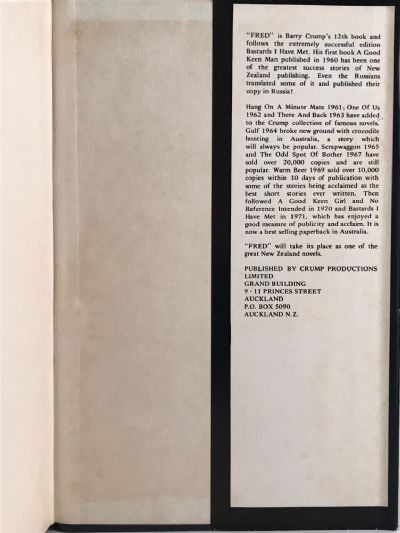 "FRED" is Barry Crump's 12th book and
follows the extremely successful edition
Bastards I Have Met. His first book A Good
Keen Man published in 1960 has been one
of the greatest success stories of New
Zealand publishing. Even the Russians
translated some of it and published their
copy in Russia!
Hang On A Minute Mate 1961; One Of Us
1962 and There And Back 1963 have added
to the Crump collection of famous novels.
Gulf 1964 broke new ground with crocodile
hunting in Australia, a story which
will always be popular. Scrapwaggon 1965
and The Odd Spot Of Bother 1967 have
sold over 20,000 copies and are still
popular. Warm Beer 1969 sold over 10,000
copies within 10 days of publication with
some of the stories being acclaimed as the
best short stories ever written. Then
followed A Good Keen Girl and No
Reference Intended in 1970 and Bastards I
Have Met in 1971, which has enjoyed a
good measure of publicity and acclaim. It is
now a best selling paperback in Australia.
"FRED" will take its place as one of the
great New Zealand novels.
PUBLISHED BY CRUMP PRODUCTIONS
LIMITED
GRAND BUILDING
9 - 11 PRINCES STREET
AUCKLAND
P.O. BOX 5090
AUCKLAND N.Z.